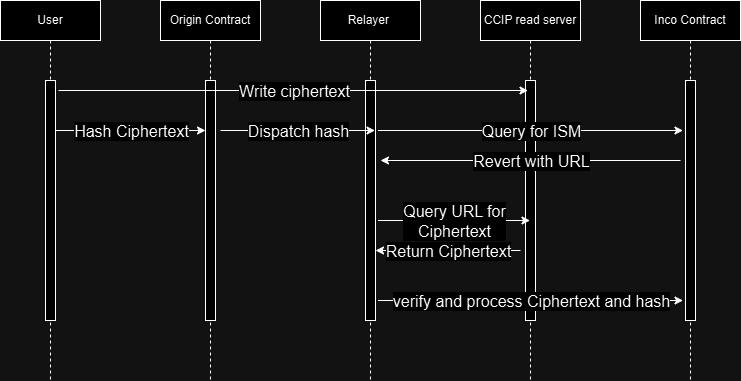 User
Origin Contract
Relayer
CCIP read server
Inco Contract
Write ciphertext
Hash Ciphertext
Dispatch hash
Query for ISM
Revert with URL
Query URL for
Ciphertext
Return Ciphertext
verify and process Ciphertext and hash